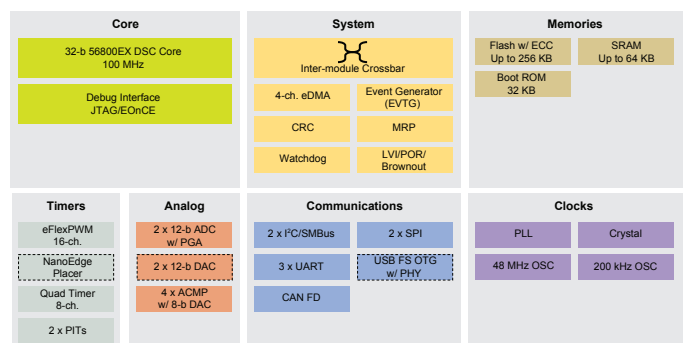 Core
32-b 56800EX DSC Core
100 MHz
Debug Interface
JTAG/EOnCE
System
Inter-module Crossbar
4-ch. eDMA
Event Generator
(EVTG)
CRC
MRP
Watchdog
LVI/POR/
Brownout
Memories
Flash w/ ECC
Up to 256 KB
SRAM
Up to 64 KB
Boot ROM
32 KB
Timers
eFlexPWM
16-ch.
NanoEdge
Placer
Quad Timer
8-ch.
2 x PITs
Analog
2 x 12-b ADC
w/ PGA
2 x 12-b DAC
4 x ACMP
w/ 8-b DAC
Communications
2 x I²C/SMBus
2 x SPI
3 x UART
USB FS OTG
w/ PHY
CAN FD
Clocks
PLL
Crystal
48 MHz OSC
200 kHz OSC